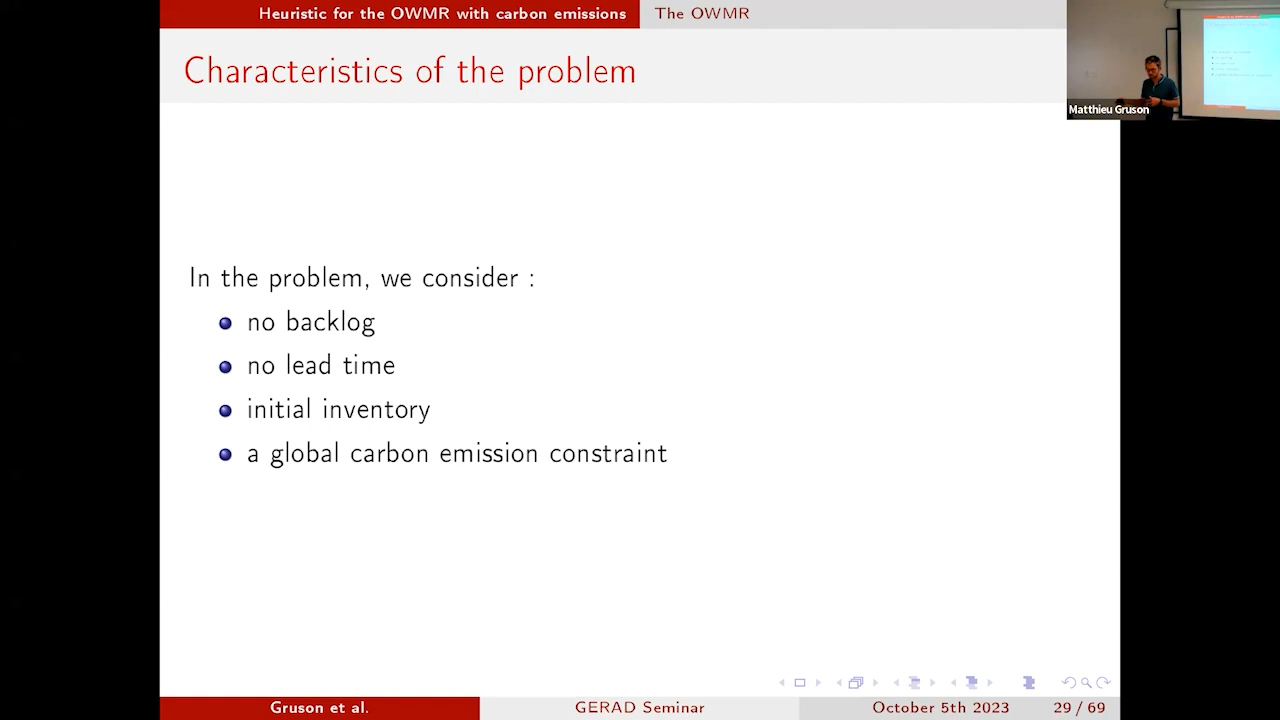 Heuristic for the OWMR with carbon emissions
The OWMR
Characteristics of the problem
Matthieu Gruson
In the problem, we consider :
no backlog
no lead time
initial inventory
a global carbon emission constraint
Gruson et al.
GERAD Seminar
October 5th 2023
29 / 69